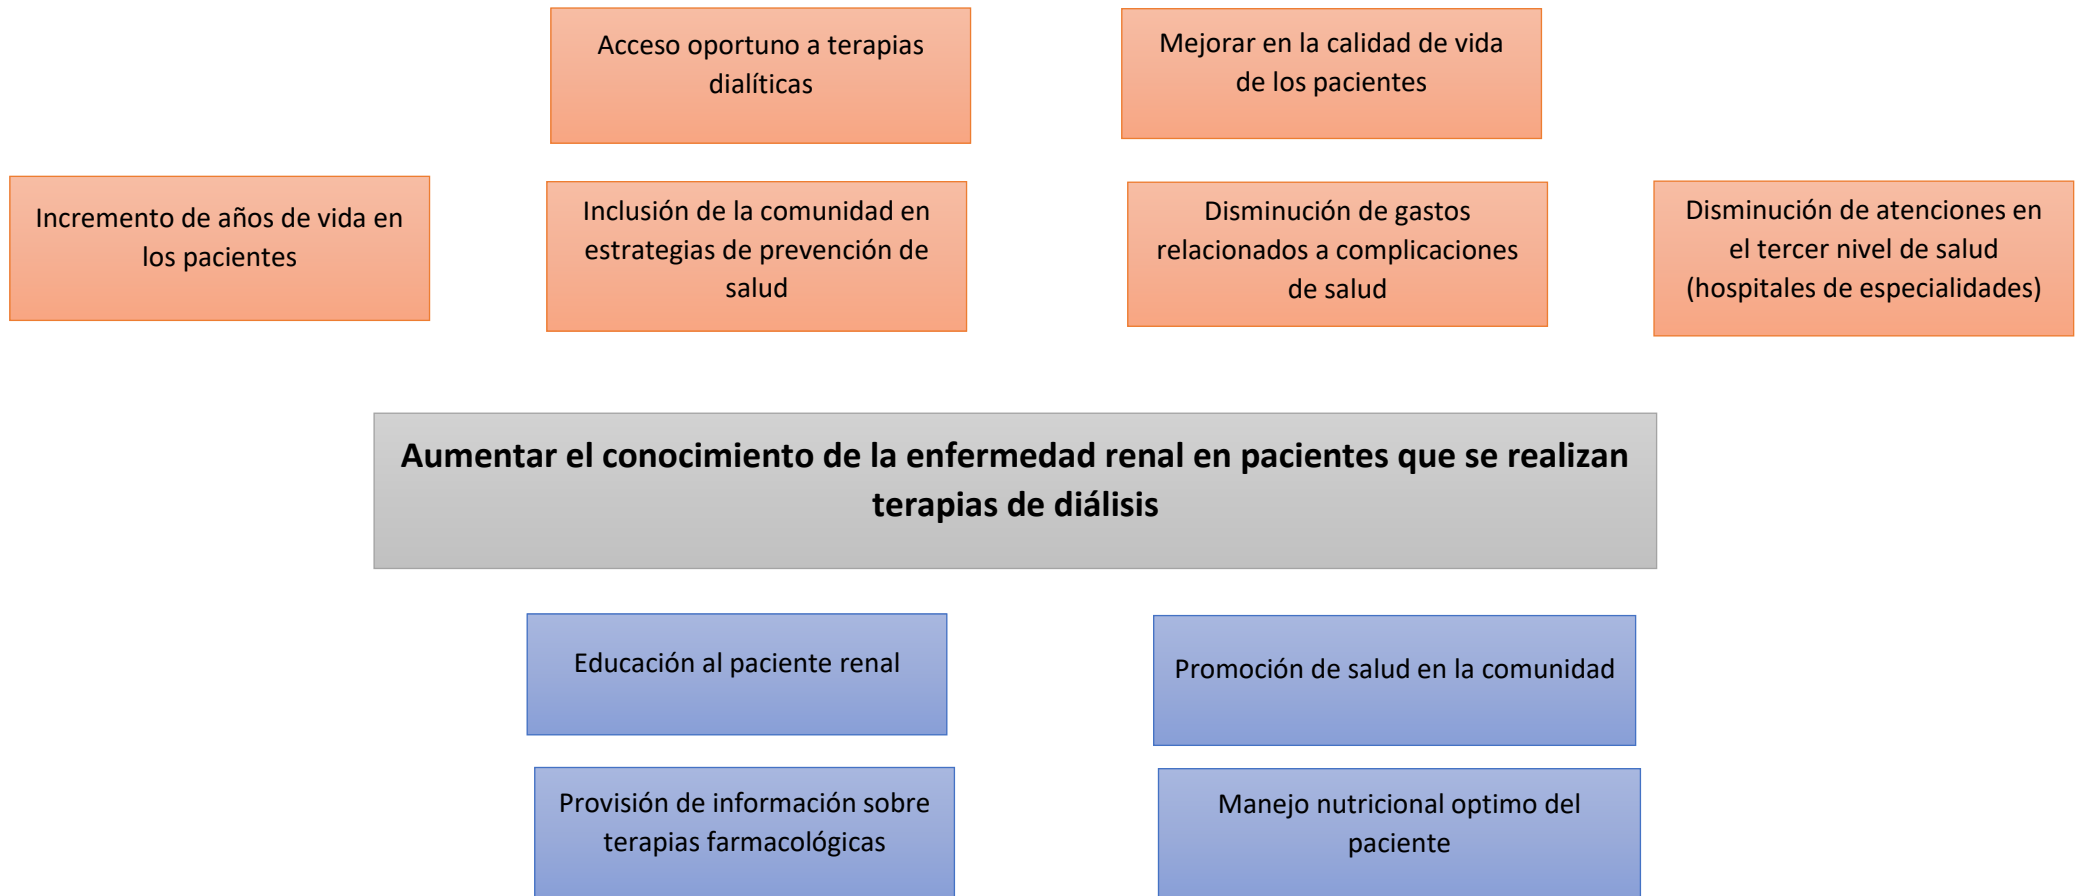 Acceso oportuno a terapias
dialíticas
Mejorar en la calidad de vida
de los pacientes
Incremento de años de vida en
los pacientes
Inclusión de la comunidad en
estrategias de prevención de
salud
Disminución de gastos
relacionados a complicaciones
de salud
Disminución de atenciones en
el tercer nivel de salud
(hospitales de especialidades)
Aumentar el conocimiento de la enfermedad renal en pacientes que se realizan
terapias de diálisis
Educación al paciente renal
Promoción de salud en la comunidad
Provisión de información sobre
terapias farmacológicas
Manejo nutricional optimo del
paciente